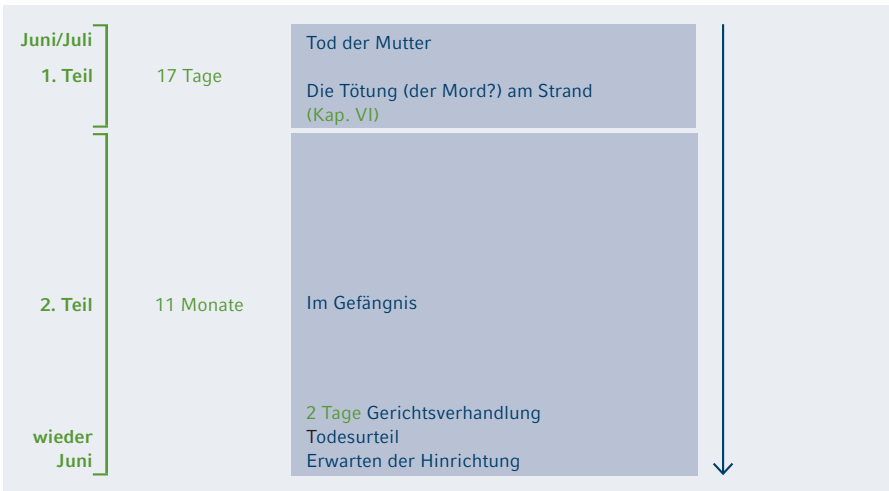 Juni/Juli
Tod der Mutter
1. Teil
17 Tage
Die Tötung (der Mord?) am Strand
(Kap. VI)
2. Teil
11 Monate
Im Gefängnis
2 Tage Gerichtsverhandlung
wieder
Todesurteil
Juni
Erwarten der Hinrichtung